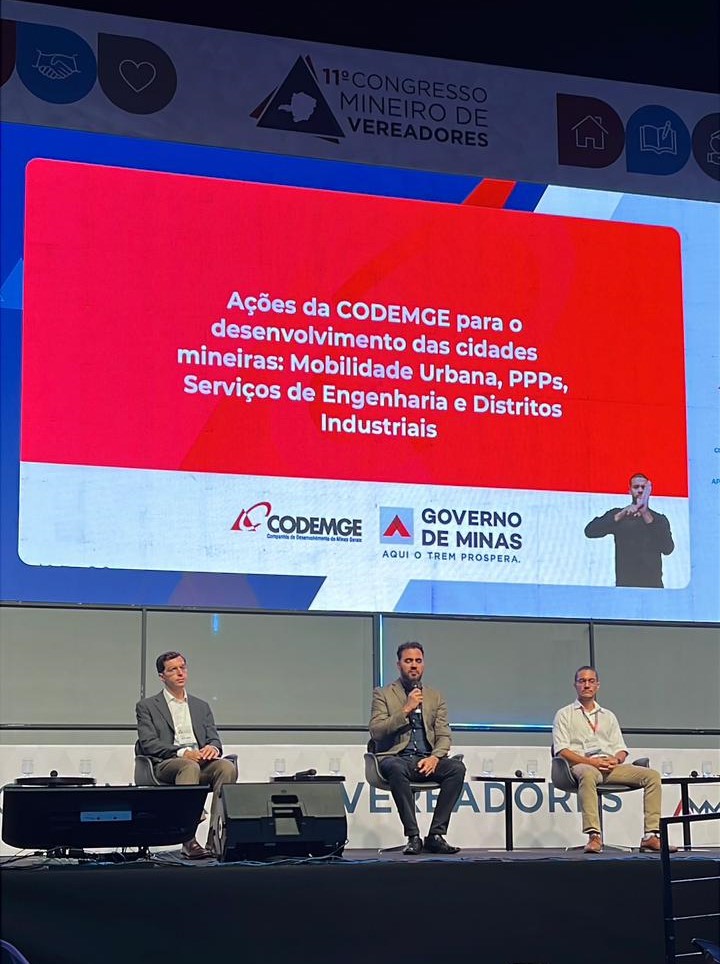 11º CONGRESSO
MINEIRO DE
VEREADORES
Ações da CODEMGE para o
desenvolvimento das cidades
mineiras: Mobilidade Urbana, PPPs,
Serviços de Engenharia e Distritos
Industriais
CODEMGE
Companhia de Desenvolvimento de Minas Gerais
GOVERNO
DE MINAS
AQUI O TREM PROSPERA.
VEREADORES